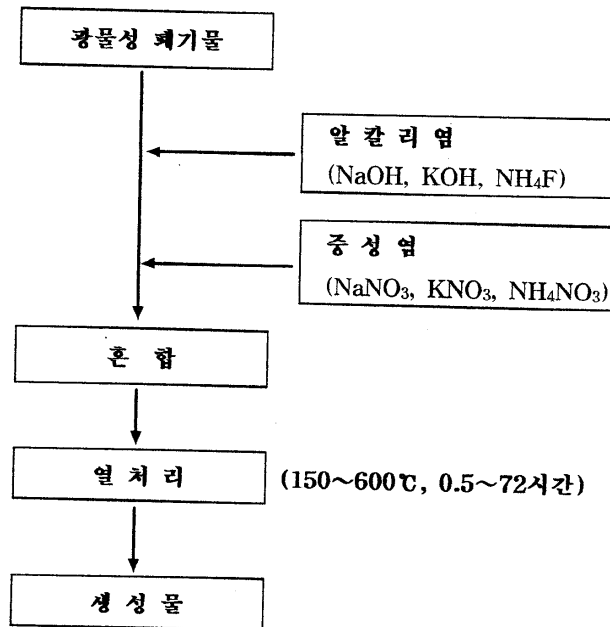 광물성 폐기물
알칼리염
(NaOH, KOH, NH₄F)
중성염
(NaNO₃, KNO₃, NH₄NO₃)
혼합
열처리 (150～600℃, 0.5～72시간)
생성물